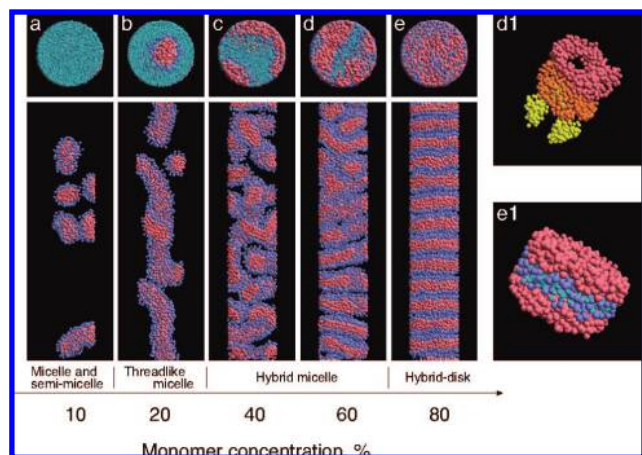 a b c d e d1
e1
Micelle and semi-micelle
Threadlike micelle
Hybrid micelle
Hybrid-disk
10 20 40 60 80
Monomer concentration, %